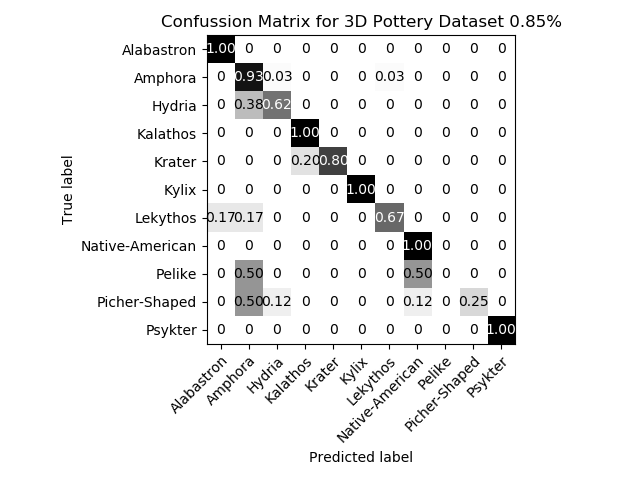 Confussion Matrix for 3D Pottery Dataset 0.85%
True label
Alabastron 1.00 0 0 0 0 0 0 0 0 0 0
Amphora 0 0.93 0.03 0 0 0 0.03 0 0 0 0
Hydria 0 0.38 0.62 0 0 0 0 0 0 0 0
Kalathos 0 0 0 1.00 0 0 0 0 0 0 0
Krater 0 0 0 0.20 0.80 0 0 0 0 0 0
Kylix 0 0 0 0 0 1.00 0 0 0 0 0
Lekythos 0.17 0.17 0 0 0 0 0.67 0 0 0 0
Native-American 0 0 0 0 0 0 0 1.00 0 0 0
Pelike 0 0.50 0 0 0 0 0 0.50 0 0 0
Picher-Shaped 0 0.50 0.12 0 0 0 0 0.12 0 0.25 0
Psykter 0 0 0 0 0 0 0 0 0 0 1.00
Alabastron
Amphora
Hydria
Kalathos
Krater
Kylix
Lekythos
Native-American
Pelike
Picher-Shaped
Psykter
Predicted label